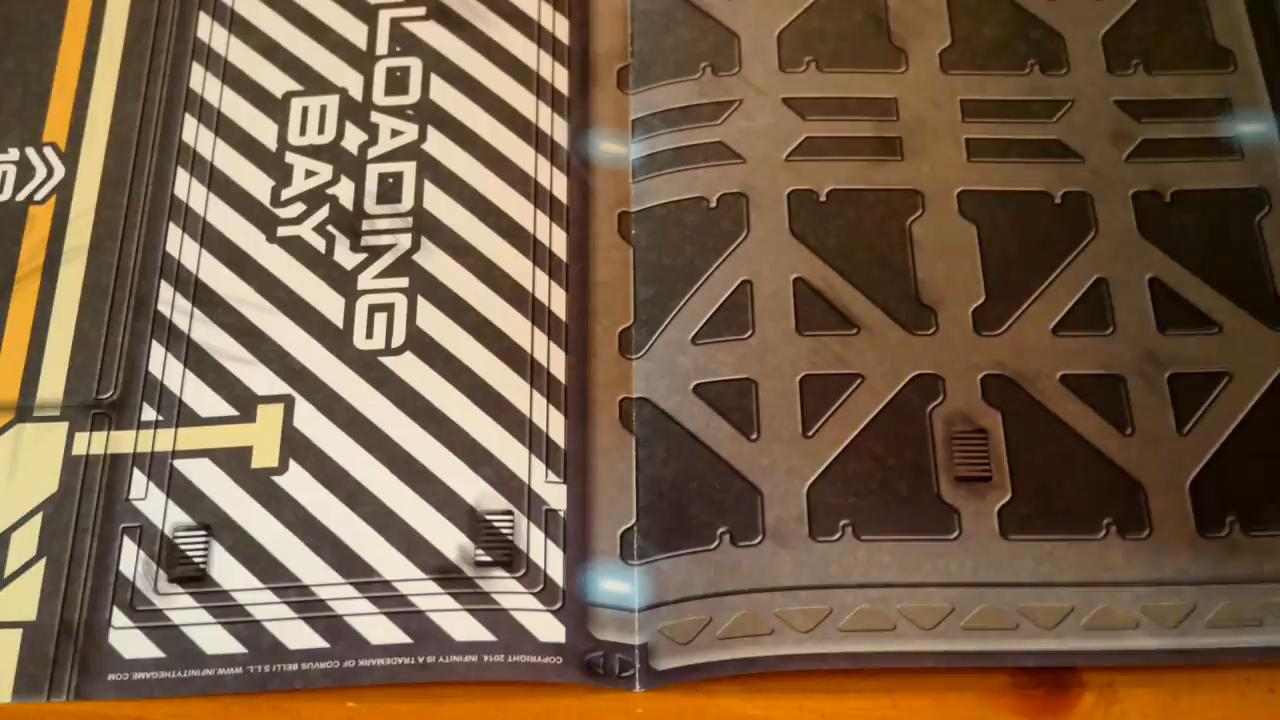 LOADING
BAY
COPYRIGHT 2014, INFINITY IS A TRADEMARK OF CORVUS BELLI S.L.L. WWW.INFINITYTHEGAME.COM